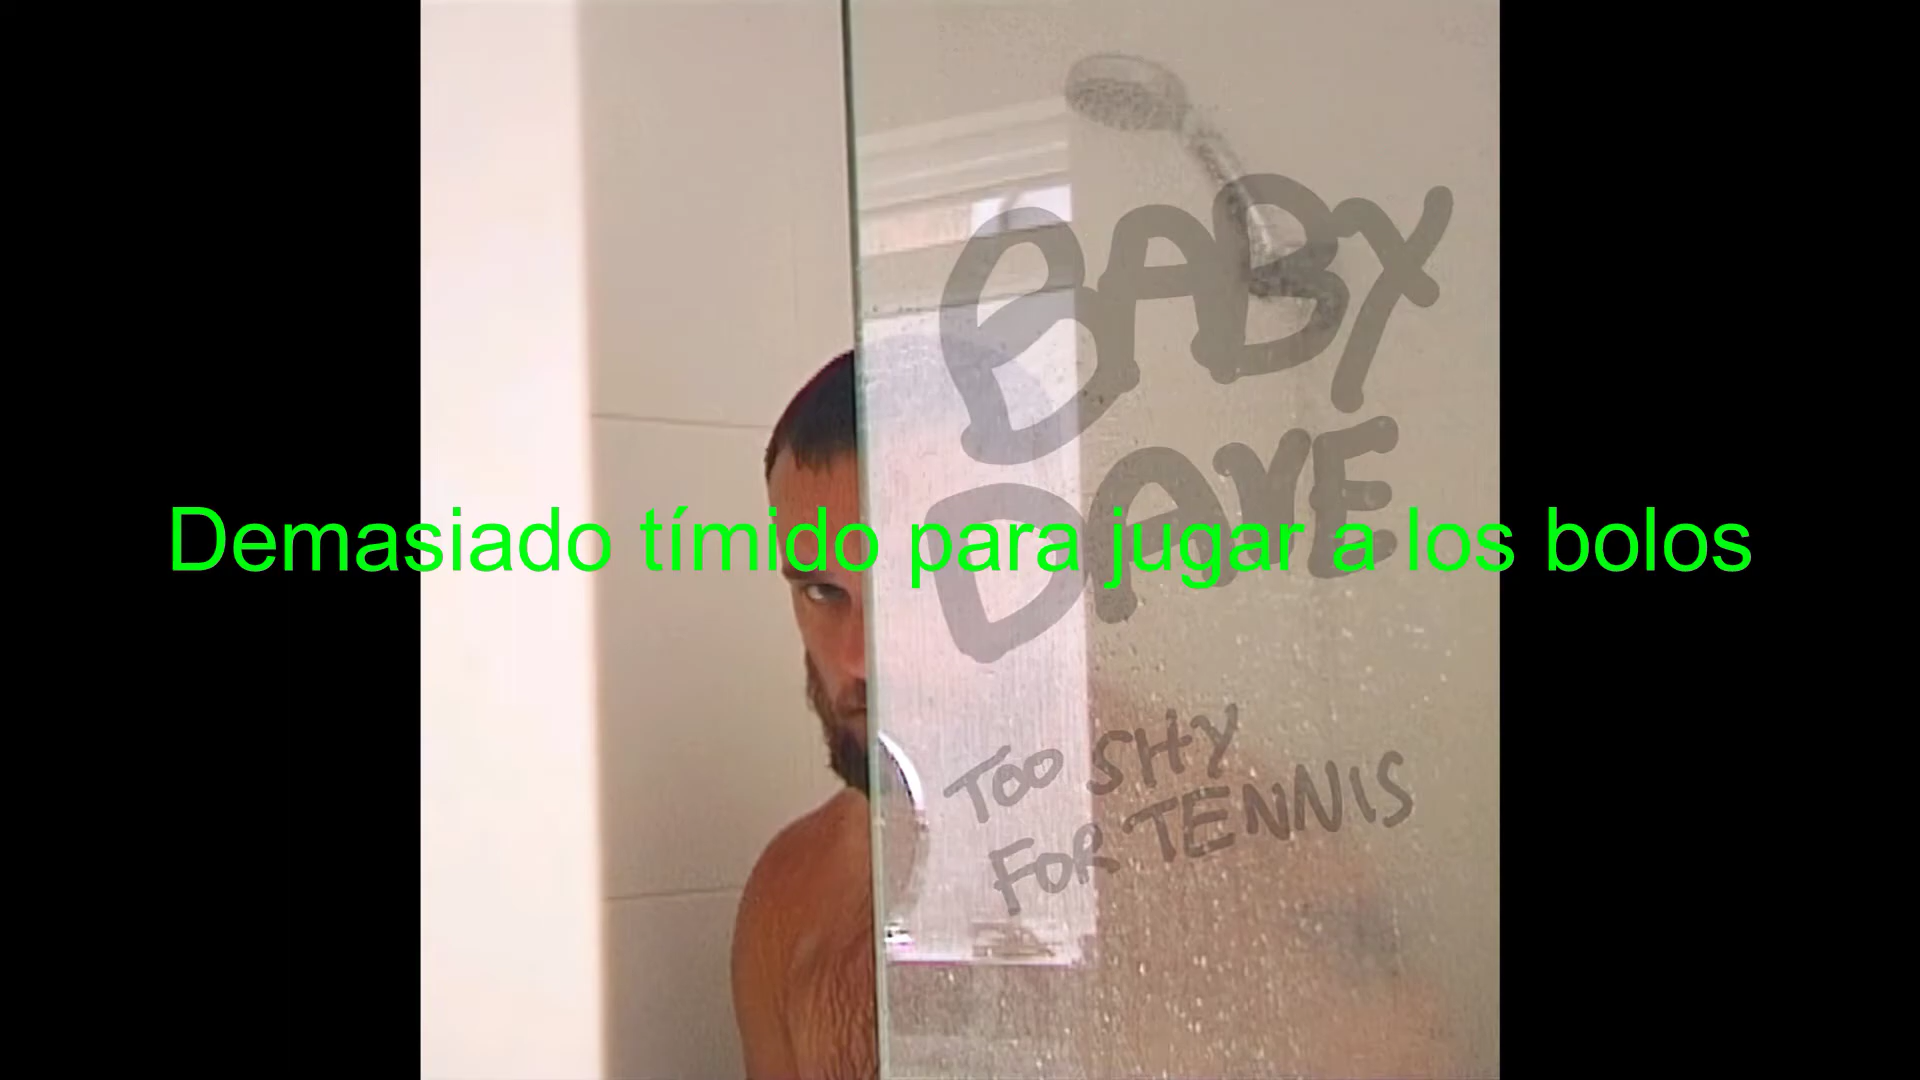 BABY
DAVE
Demasiado tímido para jugar a los bolos
TOO SHY
FOR TENNIS